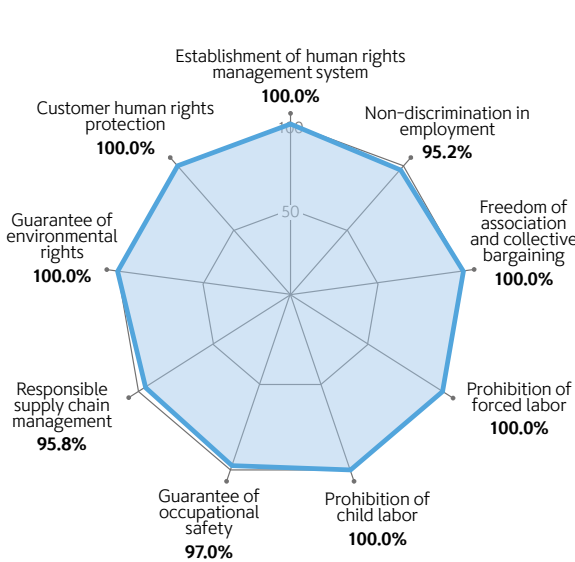 Establishment of human rights
management system
100.0%
Non-discrimination in
employment
95.2%
Freedom of
association
and collective
bargaining
100.0%
Prohibition of
forced labor
100.0%
Prohibition of
child labor
100.0%
Guarantee of
occupational
safety
97.0%
Responsible
supply chain
management
95.8%
Guarantee of
environmental
rights
100.0%
Customer human rights
protection
100.0%
100
50